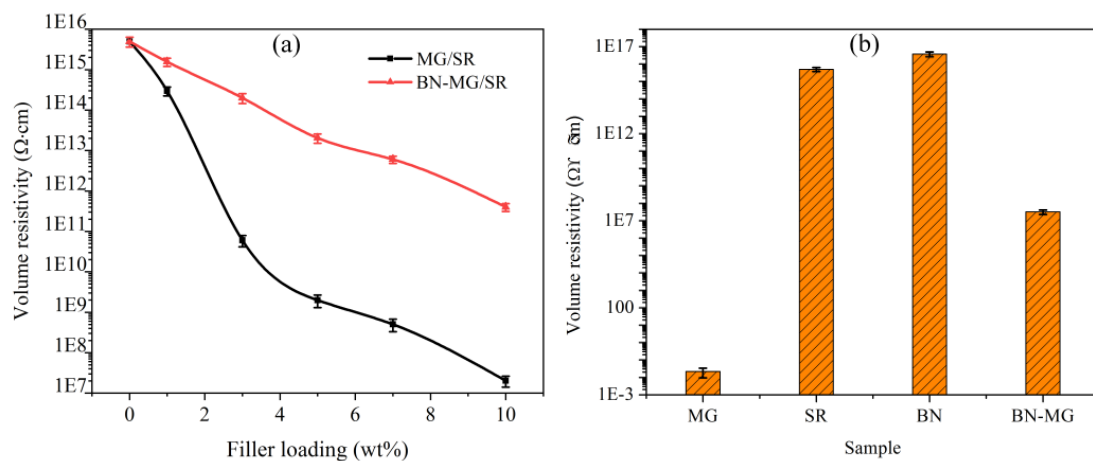 1E16
1E15
1E14
1E13
1E12
1E11
1E10
1E9
1E8
1E7
Volume resistivity (Ω·cm)
(a)
MG/SR
BN-MG/SR
0 2 4 6 8 10
Filler loading (wt%)
1E17
1E12
1E7
100
1E-3
Volume resistivity (Ωϒ cm)
(b)
MG SR BN BN-MG
Sample